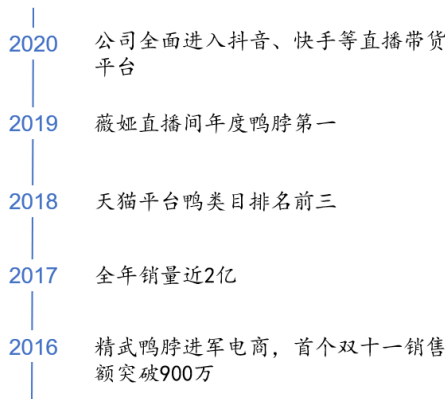 2020 公司全面进入抖音、快手等直播带货
平台
2019 薇娅直播间年度鸭脖第一
2018 天猫平台鸭类目排名前三
2017 全年销量近2亿
2016 精武鸭脖进军电商，首个双十一销售
额突破900万